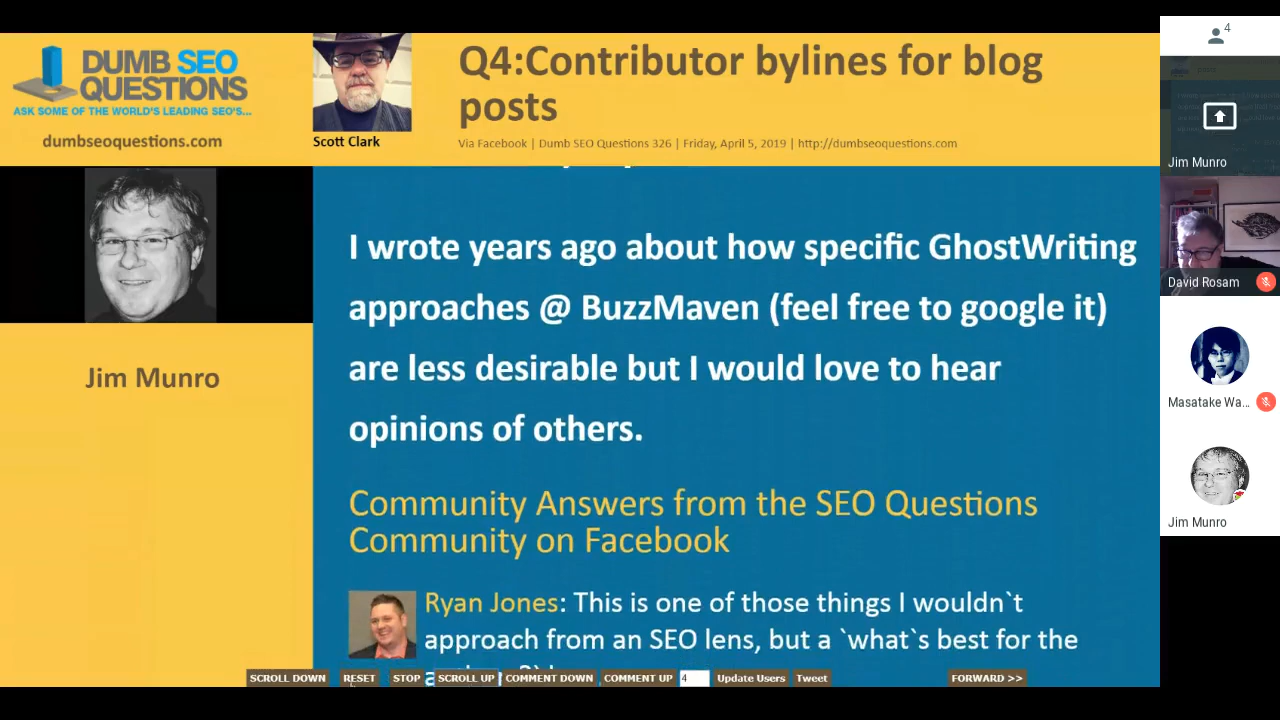 DUMB SEO
QUESTIONS
ASK SOME OF THE WORLD'S LEADING SEO'S...
dumbseoquestions.com
Scott Clark
Q4:Contributor bylines for blog
posts
Via Facebook | Dumb SEO Questions 326 | Friday, April 5, 2019 | http://dumbseoquestions.com
Jim Munro
I wrote years ago about how specific GhostWriting
approaches @ BuzzMaven (feel free to google it)
are less desirable but I would love to hear
opinions of others.
Community Answers from the SEO Questions
Community on Facebook
Ryan Jones: This is one of those things I wouldn`t
approach from an SEO lens, but a `what`s best for the
SCROLL DOWN RESET STOP SCROLL UP COMMENT DOWN COMMENT UP 4 Update Users Tweet FORWARD >>
4
Jim Munro
David Rosam
Masatake Wa...
Jim Munro